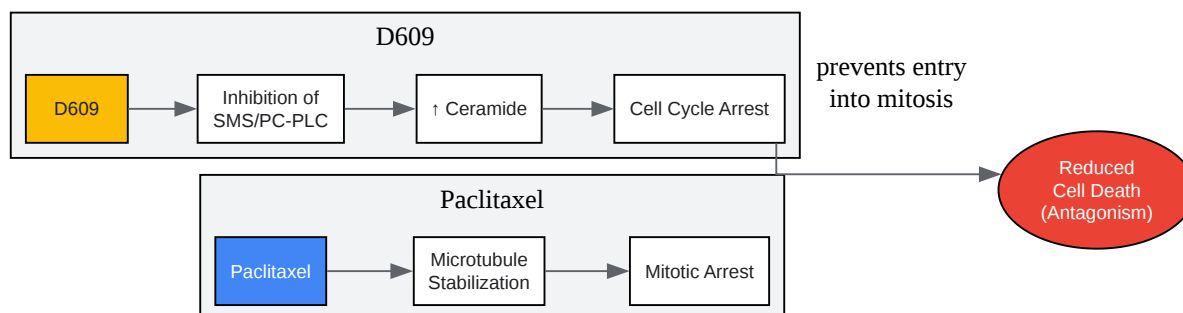 D609
D609
Inhibition of
SMS/PC-PLC
↑ Ceramide
Cell Cycle Arrest
prevents entry
into mitosis
Reduced
Cell Death
(Antagonism)
Paclitaxel
Paclitaxel
Microtubule
Stabilization
Mitotic Arrest